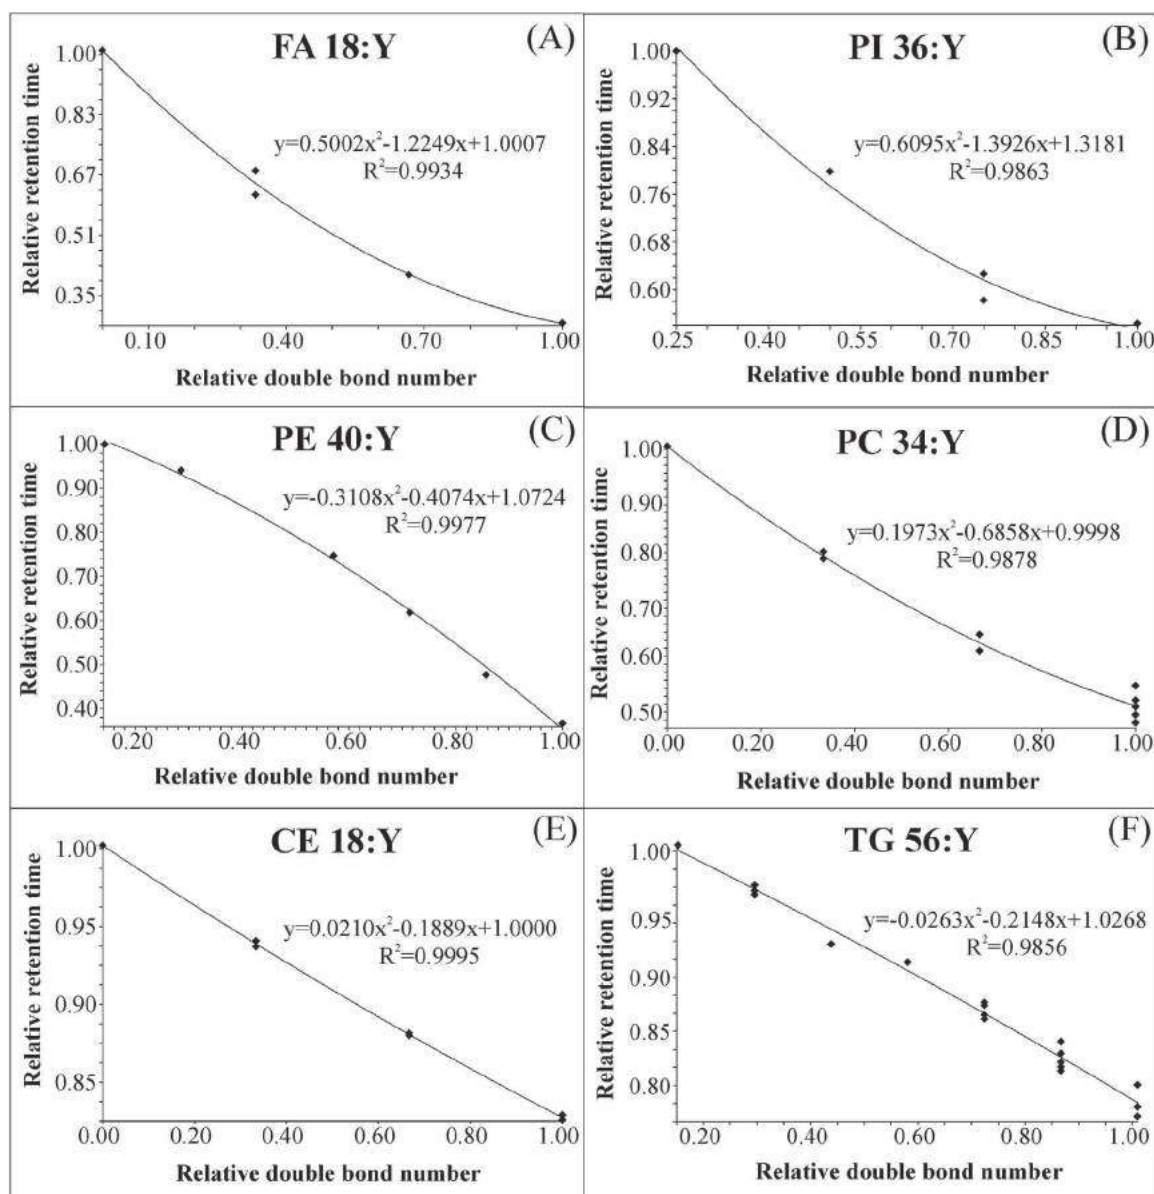 FA 18:Y
(A)
Relative retention time
1.00
0.83
0.67
0.51
0.35
y=0.5002x²-1.2249x+1.0007
R²=0.9934
0.10 0.40 0.67 1.00
Relative double bond number
PI 36:Y
(B)
Relative retention time
1.00
0.92
0.84
0.76
0.68
0.60
y=0.6095x²-1.3926x+1.3181
R²=0.9863
0.25 0.40 0.55 0.75 0.85 1.00
Relative double bond number
PE 40:Y
(C)
Relative retention time
1.00
0.90
0.80
0.70
0.60
0.50
0.40
y=-0.3108x²-0.4074x+1.0724
R²=0.9977
0.20 0.40 0.60 0.80 1.00
Relative double bond number
PC 34:Y
(D)
Relative retention time
1.00
0.90
0.80
0.70
0.60
0.50
y=0.1973x²-0.6858x+0.9998
R²=0.9878
0.00 0.20 0.40 0.60 0.80 1.00
Relative double bond number
CE 18:Y
(E)
Relative retention time
1.00
0.95
0.90
0.85
y=0.0210x²-0.1889x+1.0000
R²=0.9995
0.00 0.20 0.40 0.60 0.80 1.00
Relative double bond number
TG 56:Y
(F)
Relative retention time
1.00
0.95
0.90
0.85
0.80
y=-0.0263x²-0.2148x+1.0268
R²=0.9856
0.20 0.40 0.60 0.80 1.00
Relative double bond number